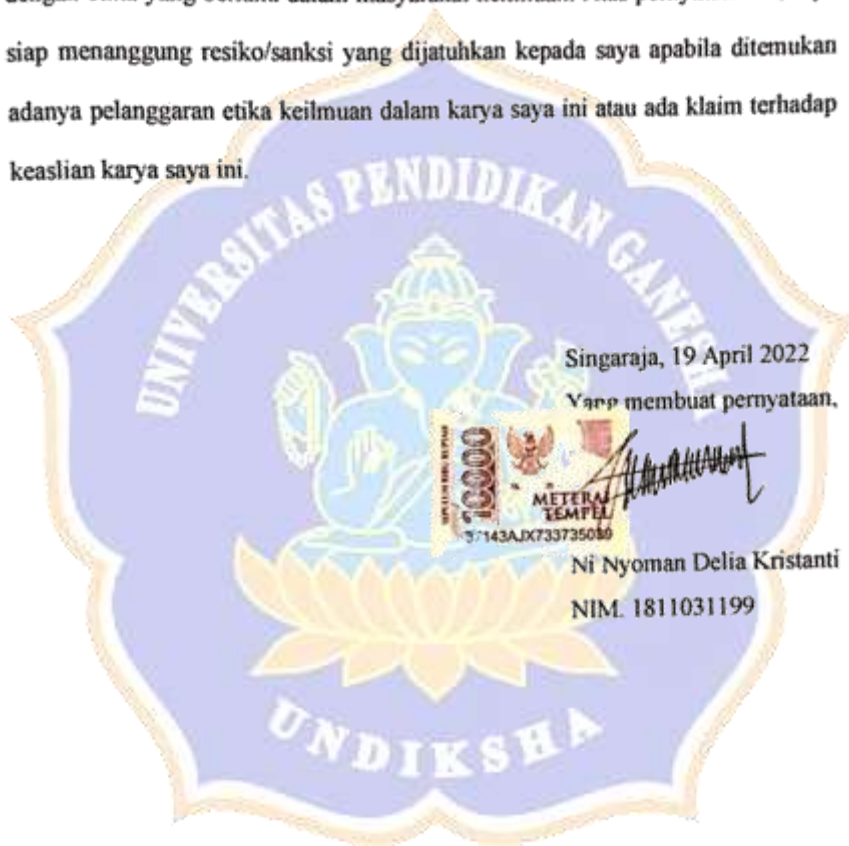 siap menanggung resiko/sanksi yang dijatuhkan kepada saya apabila ditemukan
adanya pelanggaran etika keilmuan dalam karya saya ini atau ada klaim terhadap
keaslian karya saya ini.
UNIVERSITAS PENDIDIKAN GANESHA
Singaraja, 19 April 2022
Yang membuat pernyataan,
10000
METERAI
TEMPEL
Ni Nyoman Delia Kristanti
NIM. 1811031199
UNDIKSHA